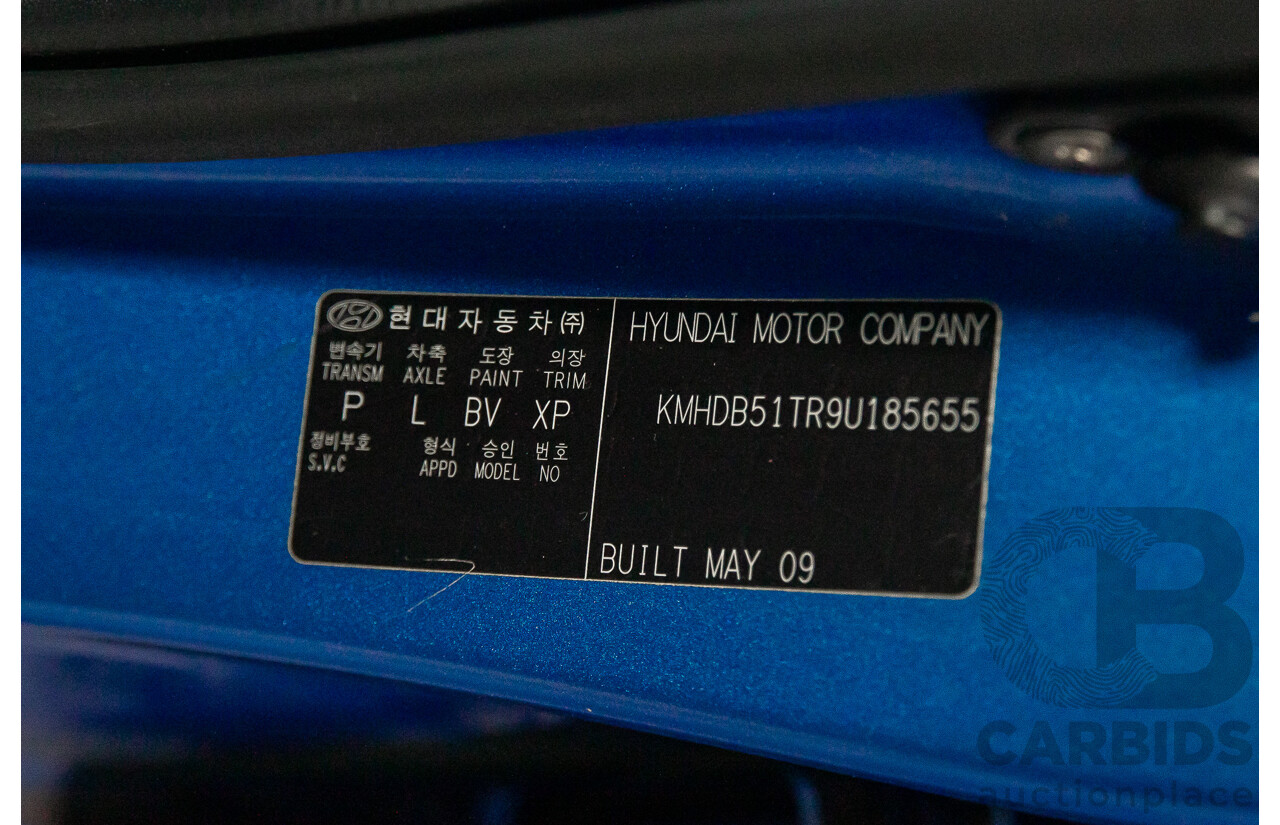 현대자동차㈜
변속기 차축 도장 의장
TRANSM AXLE PAINT TRIM
P L BV XP
정비부호 형식 승인 번호
S.V.C APPD MODEL NO
HYUNDAI MOTOR COMPANY
KMHDB51TR9U185655
BUILT MAY 09
CB
CARBIDS
auctionplace